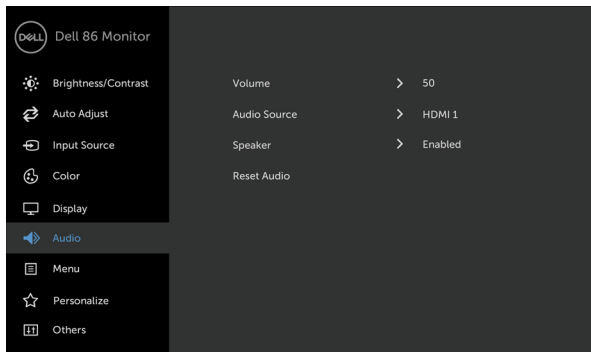 DELL Dell 86 Monitor
Brightness/Contrast
Auto Adjust
Input Source
Color
Display
Audio
Menu
Personalize
Others
Volume 50
Audio Source HDMI 1
Speaker Enabled
Reset Audio